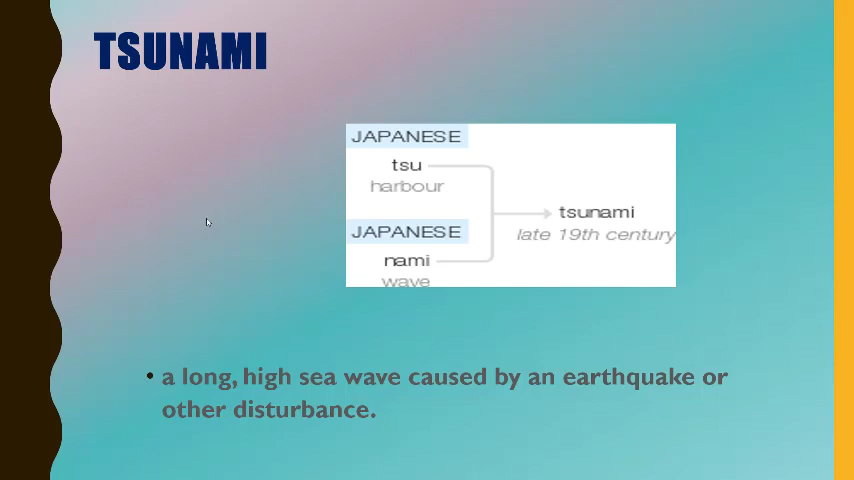 TSUNAMI
JAPANESE
tsu
harbour
JAPANESE
nami
wave
tsunami
late 19th century
• a long, high sea wave caused by an earthquake or
other disturbance.